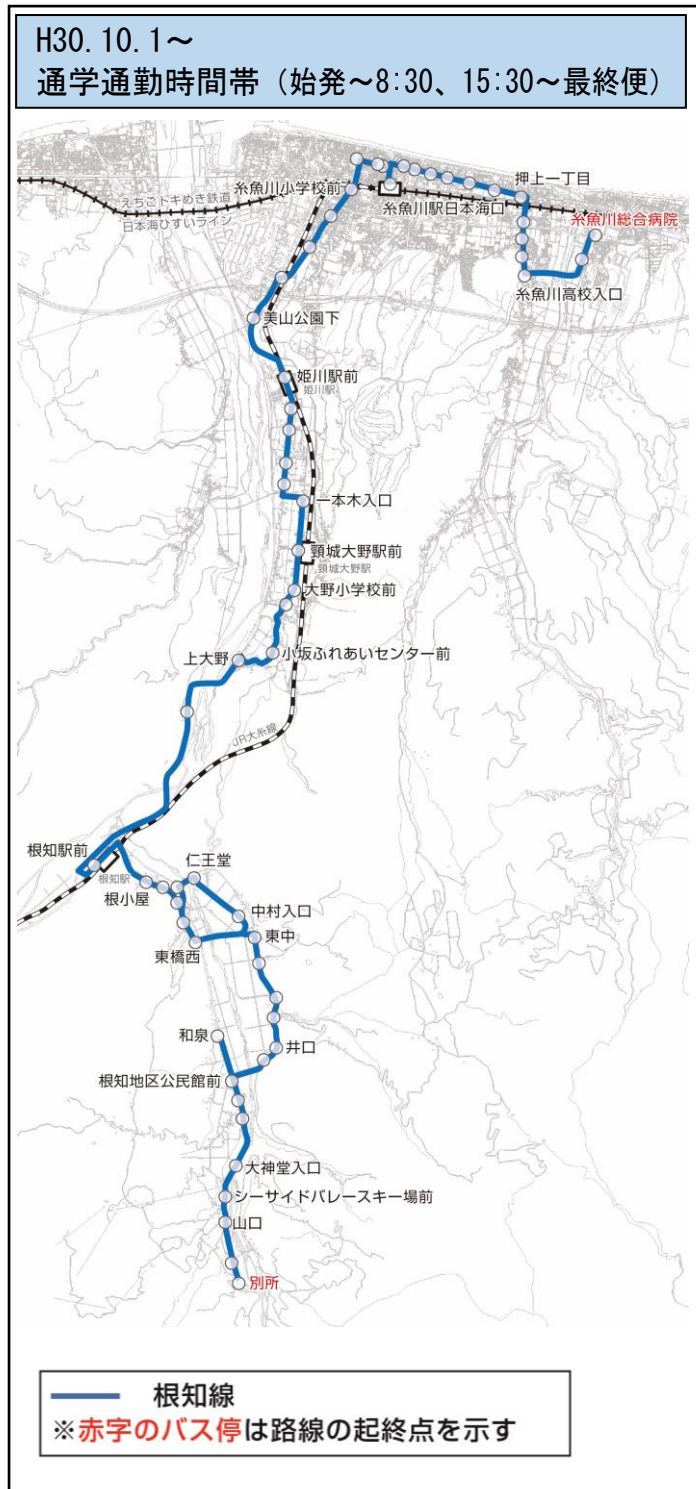 H30.10.1～
通学通勤時間帯（始発～8:30、15:30～最終便）
押上一丁目
糸魚川小学校前
えちごトキめき鉄道
日本海ひすいライン
糸魚川駅日本海口
糸魚川総合病院
糸魚川高校入口
美山公園下
姫川駅前
姫川駅
一本木入口
頸城大野駅前
頸城大野駅
大野小学校前
小坂ふれあいセンター前
上大野
JR大糸線
根知駅前
根知駅
仁王堂
根小屋
中村入口
東中
東橋西
和泉
井口
根知地区公民館前
大神堂入口
シーサイドバレースキー場前
山口
別所
根知線
※赤字のバス停は路線の起終点を示す